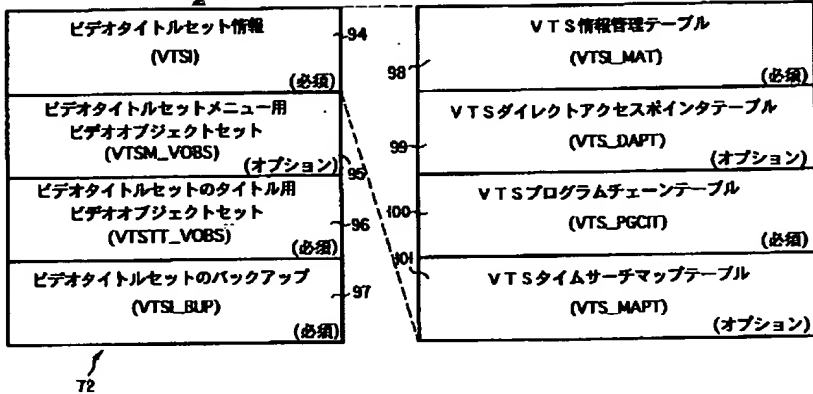 ビデオタイトルセット情報
(VTSI)
(必須)
94
ビデオタイトルセットメニュー用
ビデオオブジェクトセット
(VTSM_VOBS)
(オプション)
95
ビデオタイトルセットのタイトル用
ビデオオブジェクトセット
(VTSTT_VOBS)
(必須)
96
ビデオタイトルセットのバックアップ
(VTSI_BUP)
(必須)
97
72
98
VTS情報管理テーブル
(VTSI_MAT)
(必須)
99
VTSダイレクトアクセスポインタテーブル
(VTS_DAPT)
(オプション)
100
VTSプログラムチェーンテーブル
(VTS_PGCIT)
(必須)
101
VTSタイムサーチマップテーブル
(VTS_MAPT)
(オプション)